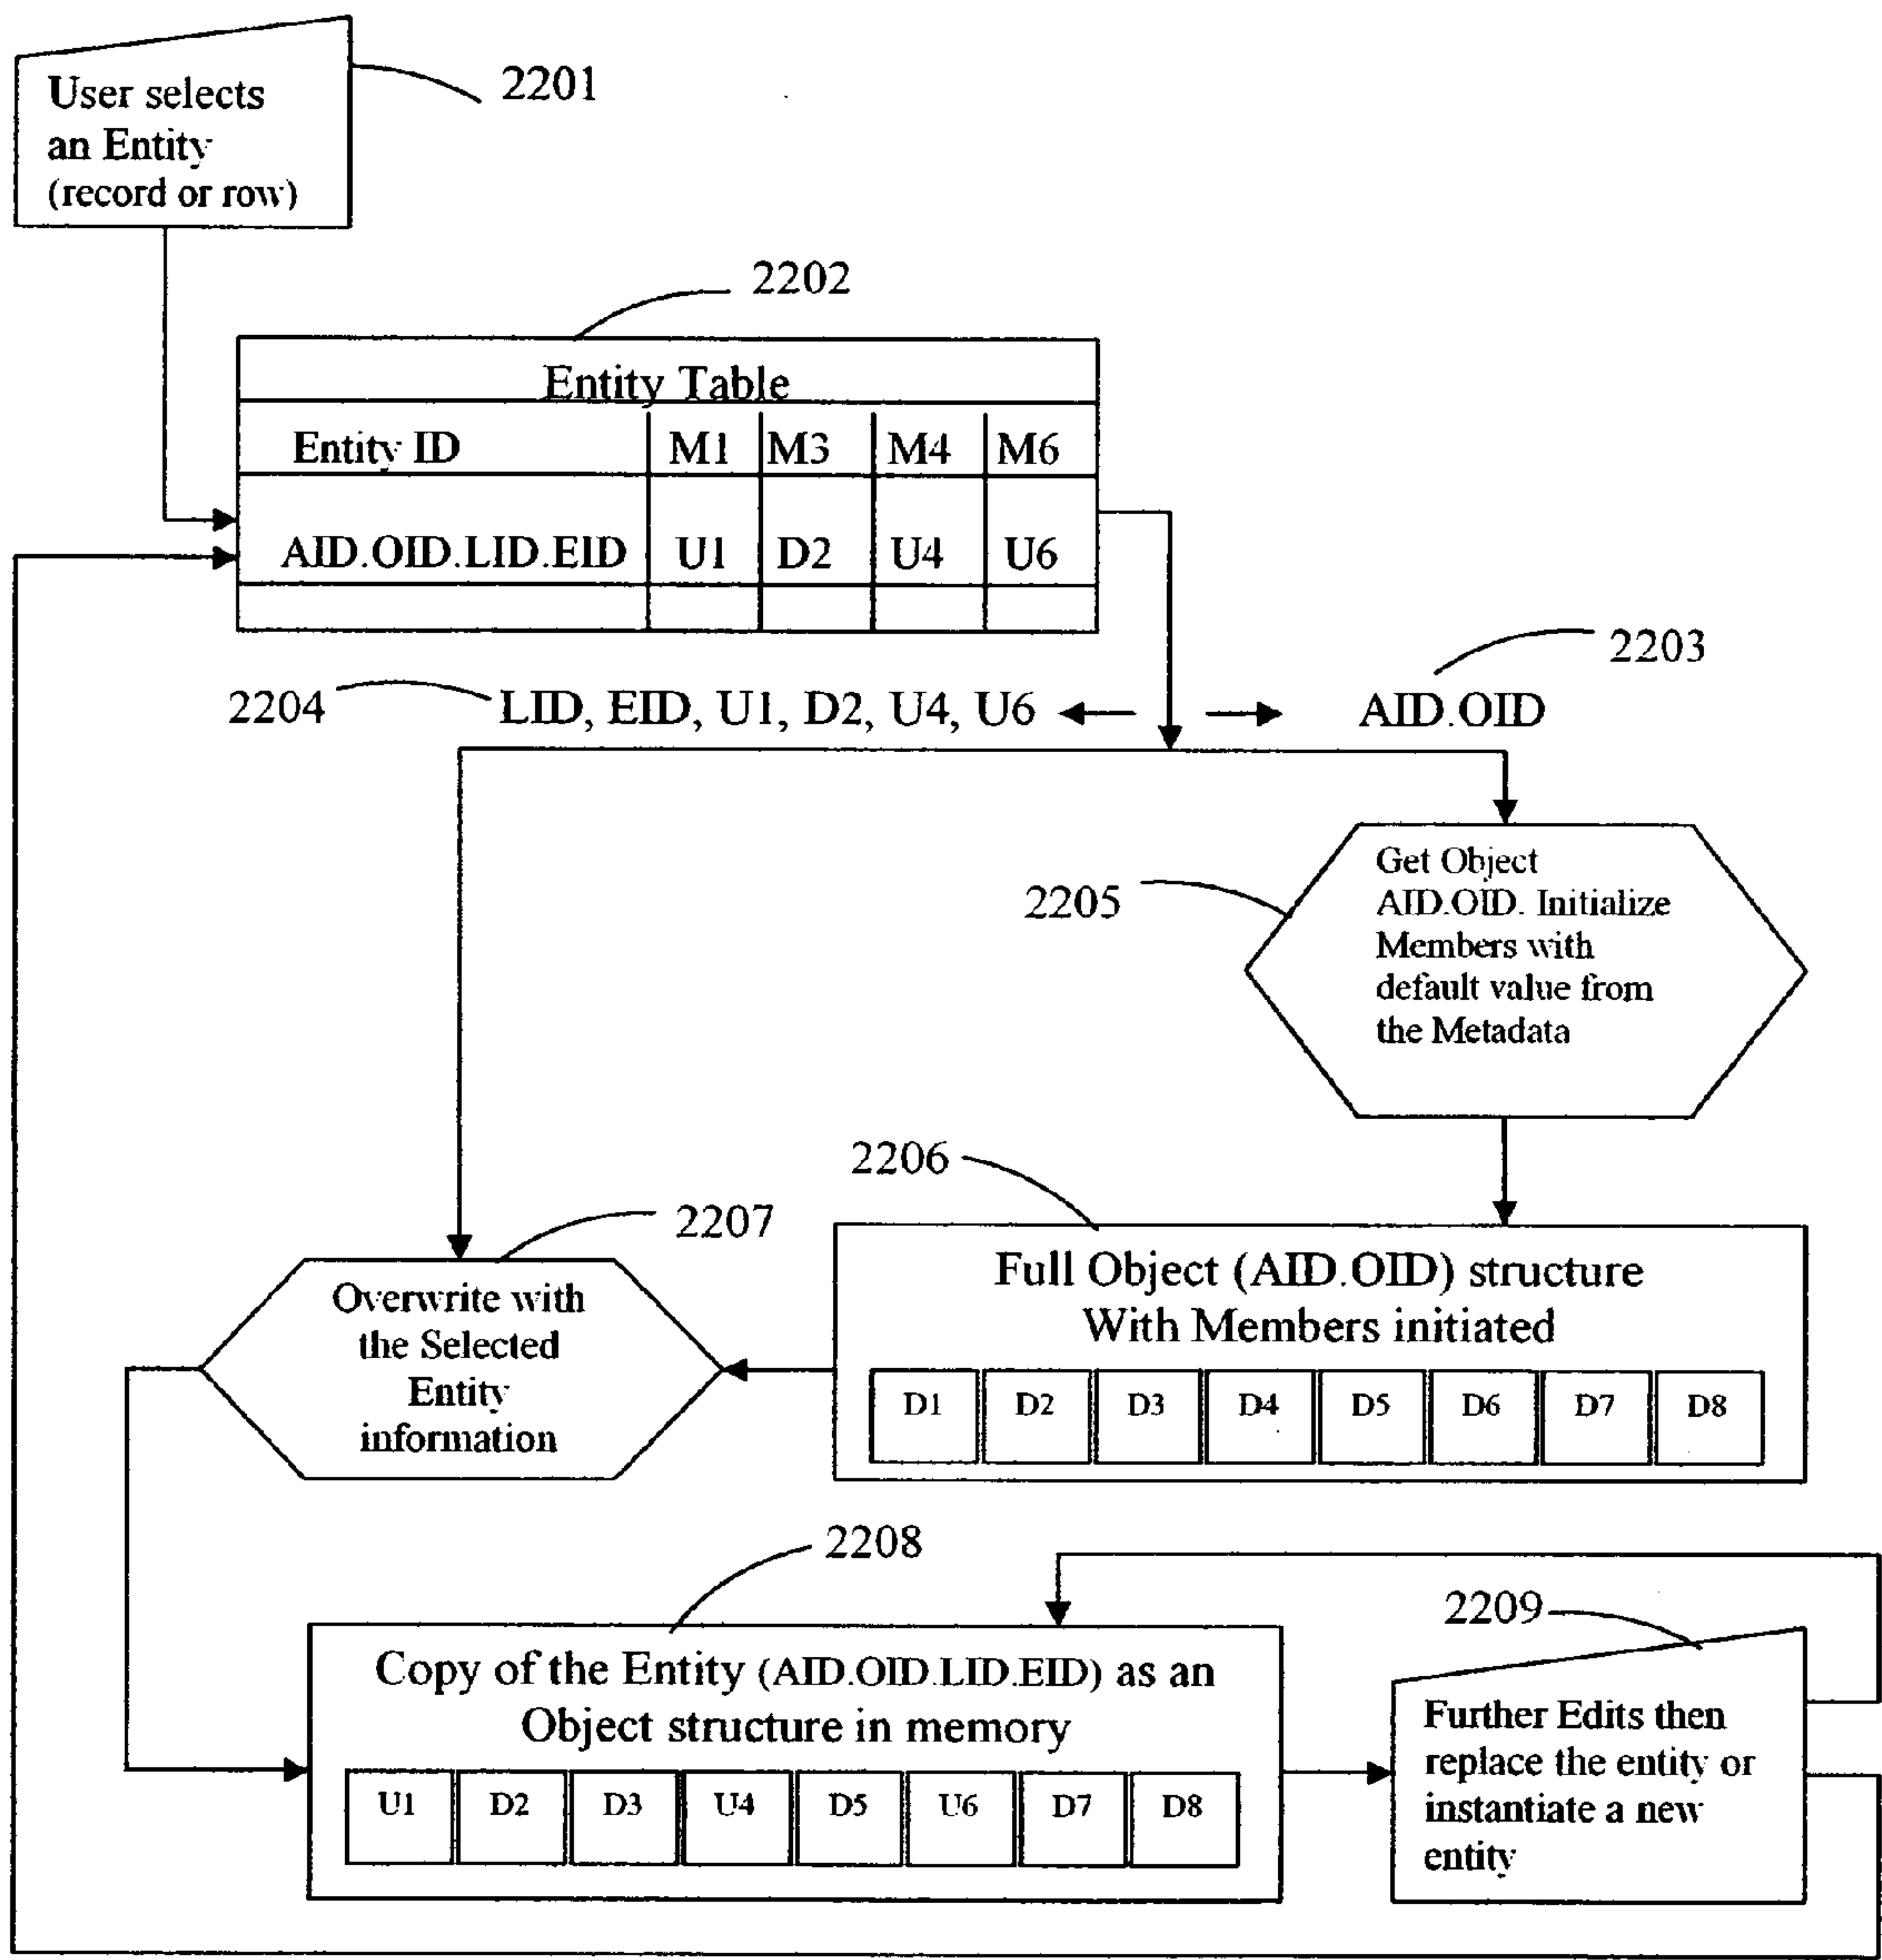 User selects
an Entity
(record or row)
2201
2202
Entity Table
Entity ID M1 M3 M4 M6
AID.OID.LID.EID U1 D2 U4 U6
2203
2204 LID, EID, U1, D2, U4, U6 AID.OID
2205
Get Object
AID.OID. Initialize
Members with
default value from
the Metadata
2206
2207
Full Object (AID.OID) structure
With Members initiated
D1 D2 D3 D4 D5 D6 D7 D8
Overwrite with
the Selected
Entity
information
2208
2209
Copy of the Entity (AID.OID.LID.EID) as an
Object structure in memory
U1 D2 D3 U4 D5 U6 D7 D8
Further Edits then
replace the entity or
instantiate a new
entity